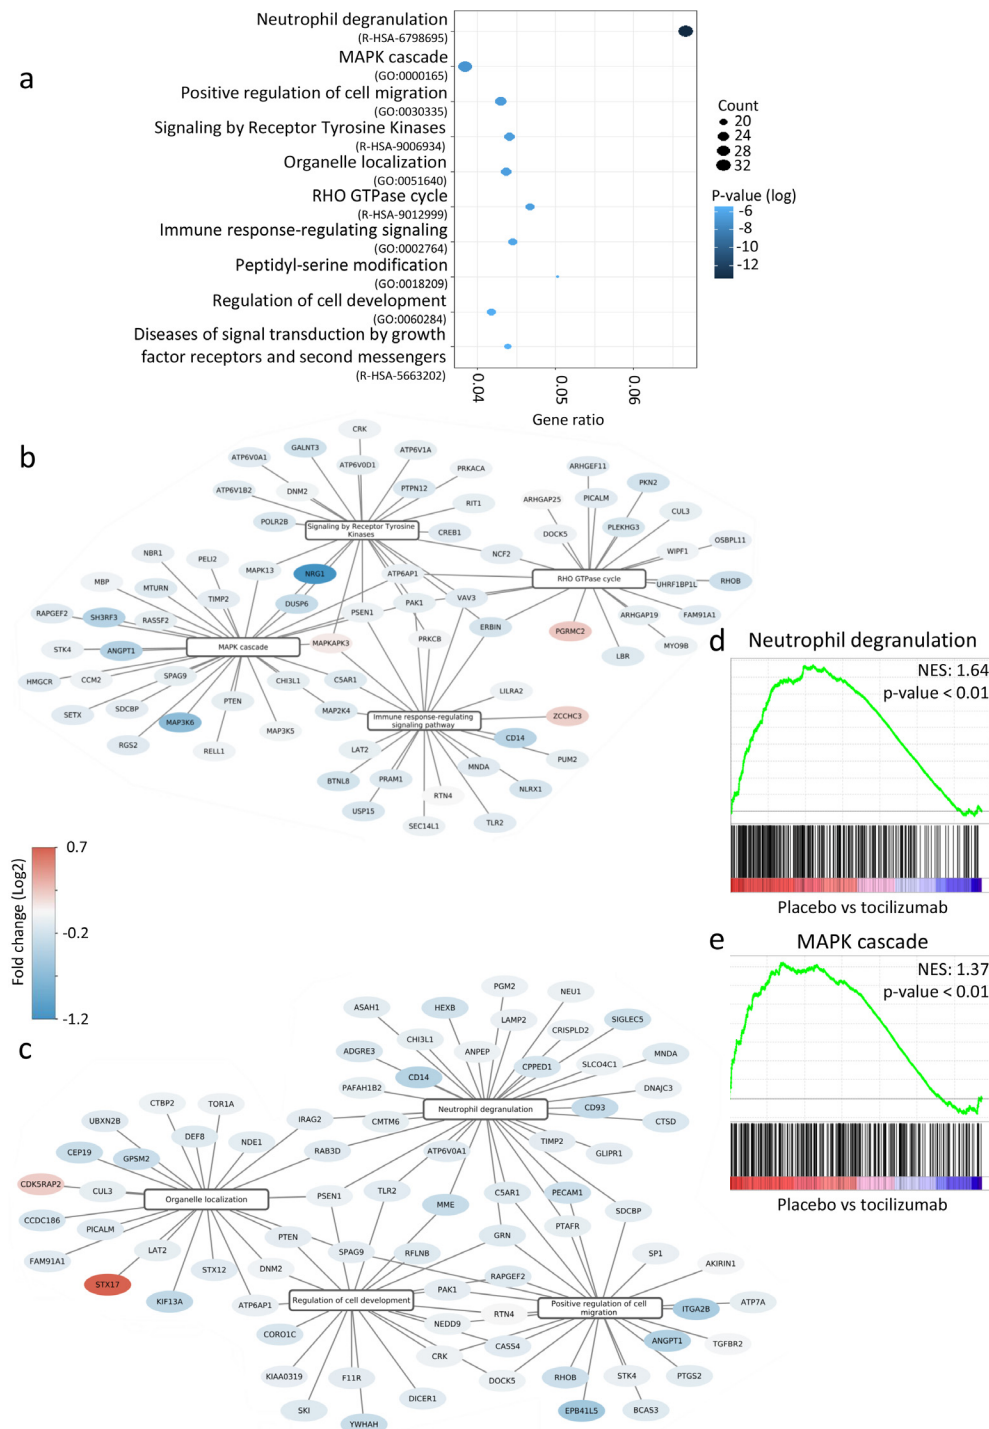 a
Neutrophil degranulation
(R-HSA-6798695)
MAPK cascade
(GO:0000165)
Positive regulation of cell migration
(GO:0030335)
Signaling by Receptor Tyrosine Kinases
(R-HSA-9006934)
Organelle localization
(GO:0051640)
RHO GTPase cycle
(R-HSA-9012999)
Immune response-regulating signaling
(GO:0002764)
Peptidyl-serine modification
(GO:0018209)
Regulation of cell development
(GO:0060284)
Diseases of signal transduction by growth
factor receptors and second messengers
(R-HSA-5663202)
0.04
0.05
0.06
Gene ratio
Count
20
24
28
32
P-value (log)
-6
-8
-10
-12
b
CRK
GALNT3
ATP6V1A
ATP6V0A1
ATP6V0D1
PRKACA
ATP6V1B2
DNM2
PTPN12
RIT1
POLR2B
Signaling by Receptor Tyrosine
Kinases
CREB1
ARHGEF11
PKN2
ARHGAP25
PICALM
CUL3
DOCK5
PLEKHG3
OSBPL11
WIPF1
NCF2
RHO GTPase cycle
UHRF1BP1L
RHOB
NBR1
PELI2
MAPK13
NRG1
ATP6AP1
MBP
MTURN
TIMP2
DUSP6
PAK1
VAV3
RAPGEF2
SH3RF3
RASSF2
PSEN1
ERBIN
ARHGAP19
FAM91A1
PGRMC2
MYO9B
LBR
STK4
ANGPT1
MAPK cascade
MAPKAPK3
PRKCB
HMGCR
CCM2
SPAG9
CHI3L1
C5AR1
LILRA2
SETX
SDCBP
PTEN
MAP2K4
Immune response-regulating
signaling pathway
ZCCHC3
RGS2
MAP3K6
RELL1
MAP3K5
CD14
LAT2
PUM2
MNDA
BTNL8
PRAM1
NLRX1
RTN4
USP15
SEC14L1
TLR2
Fold change (Log2)
0.7
-0.2
-1.2
c
PGM2
NEU1
ASAH1
HEXB
LAMP2
SIGLEC5
CRISPLD2
CHI3L1
ANPEP
ADGRE3
CPPED1
SLCO4C1
MNDA
CD14
DNAJC3
PAFAH1B2
Neutrophil degranulation
CD93
CTSD
CTBP2
TOR1A
UBXN2B
DEF8
NDE1
IRAG2
CMTM6
TIMP2
GLIPR1
CEP19
GPSM2
RAB3D
ATP6V0A1
CDK5RAP2
CUL3
Organelle localization
PSEN1
TLR2
MME
C5AR1
PECAM1
SDCBP
CCDC186
PICALM
PTAFR
PTEN
GRN
LAT2
SPAG9
RFLNB
SP1
FAM91A1
AKIRIN1
STX17
STX12
DNM2
RAPGEF2
KIF13A
ATP6AP1
Regulation of cell development
PAK1
RTN4
Positive regulation of cell
migration
ITGA2B
ATP7A
CORO1C
NEDD9
CASS4
ANGPT1
TGFBR2
CRK
KIAA0319
F11R
DOCK5
RHOB
STK4
PTGS2
DICER1
SKI
YWHAH
EPB41L5
BCAS3
d
Neutrophil degranulation
NES: 1.64
p-value < 0.01
Placebo vs tocilizumab
e
MAPK cascade
NES: 1.37
p-value < 0.01
Placebo vs tocilizumab